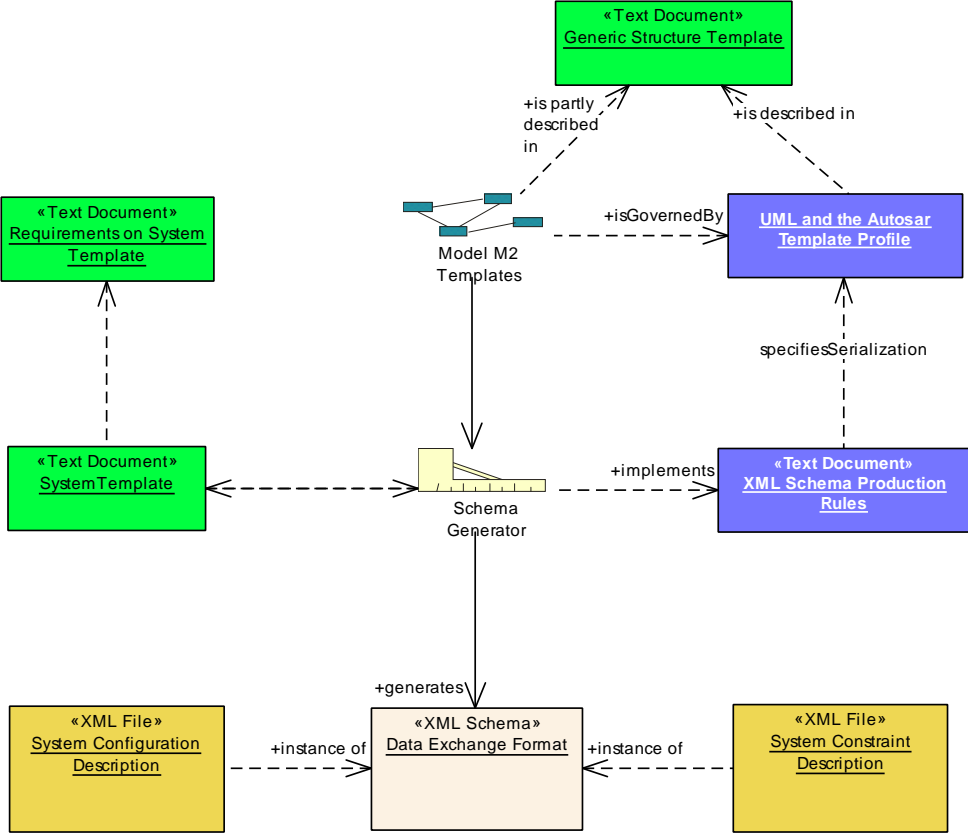 «Text Document»
Generic Structure Template
+is partly
described
in
+is described in
«Text Document»
Requirements on System
Template
+isGovernedBy
UML and the Autosar
Template Profile
Model M2
Templates
specifiesSerialization
«Text Document»
SystemTemplate
+implements
«Text Document»
XML Schema Production
Rules
Schema
Generator
+generates
«XML File»
System Configuration
Description
+instance of
«XML Schema»
Data Exchange Format
+instance of
«XML File»
System Constraint
Description